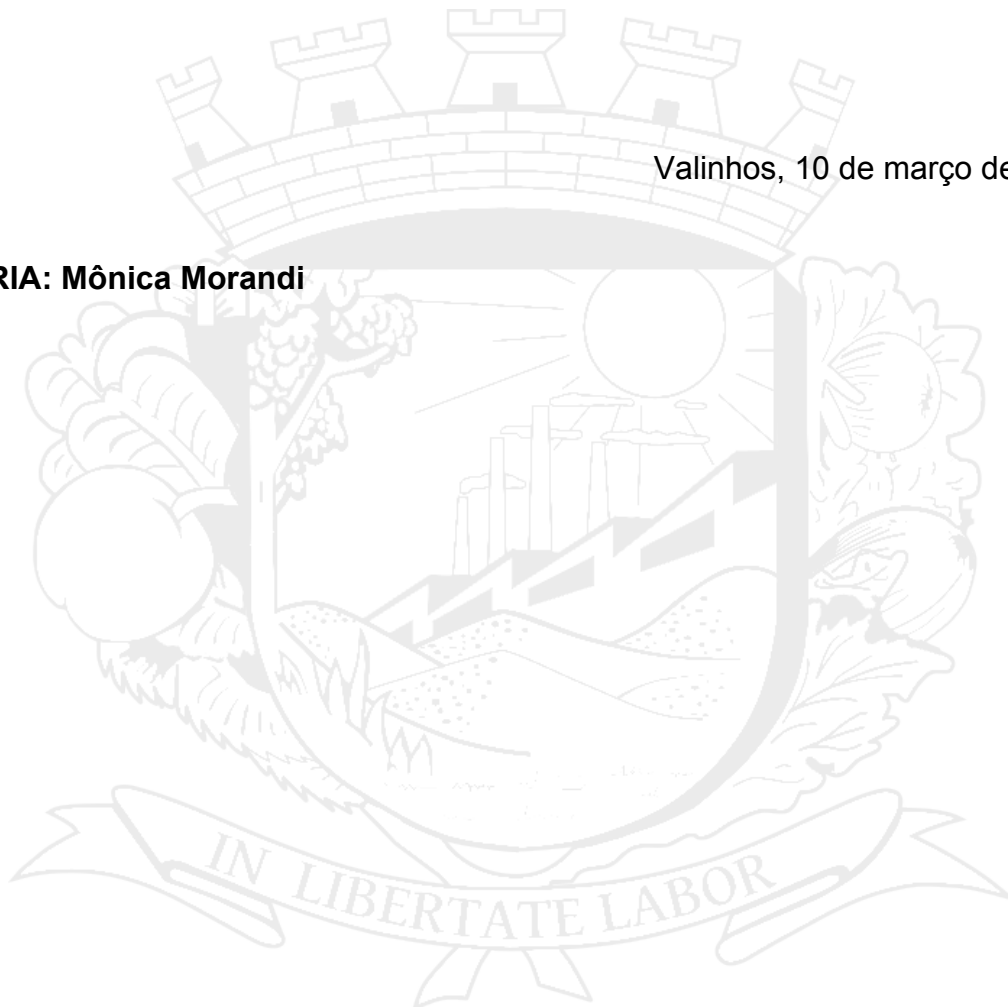 Valinhos, 10 de março de
RIA: Mônica Morandi
IN LIBERTATE LABOR